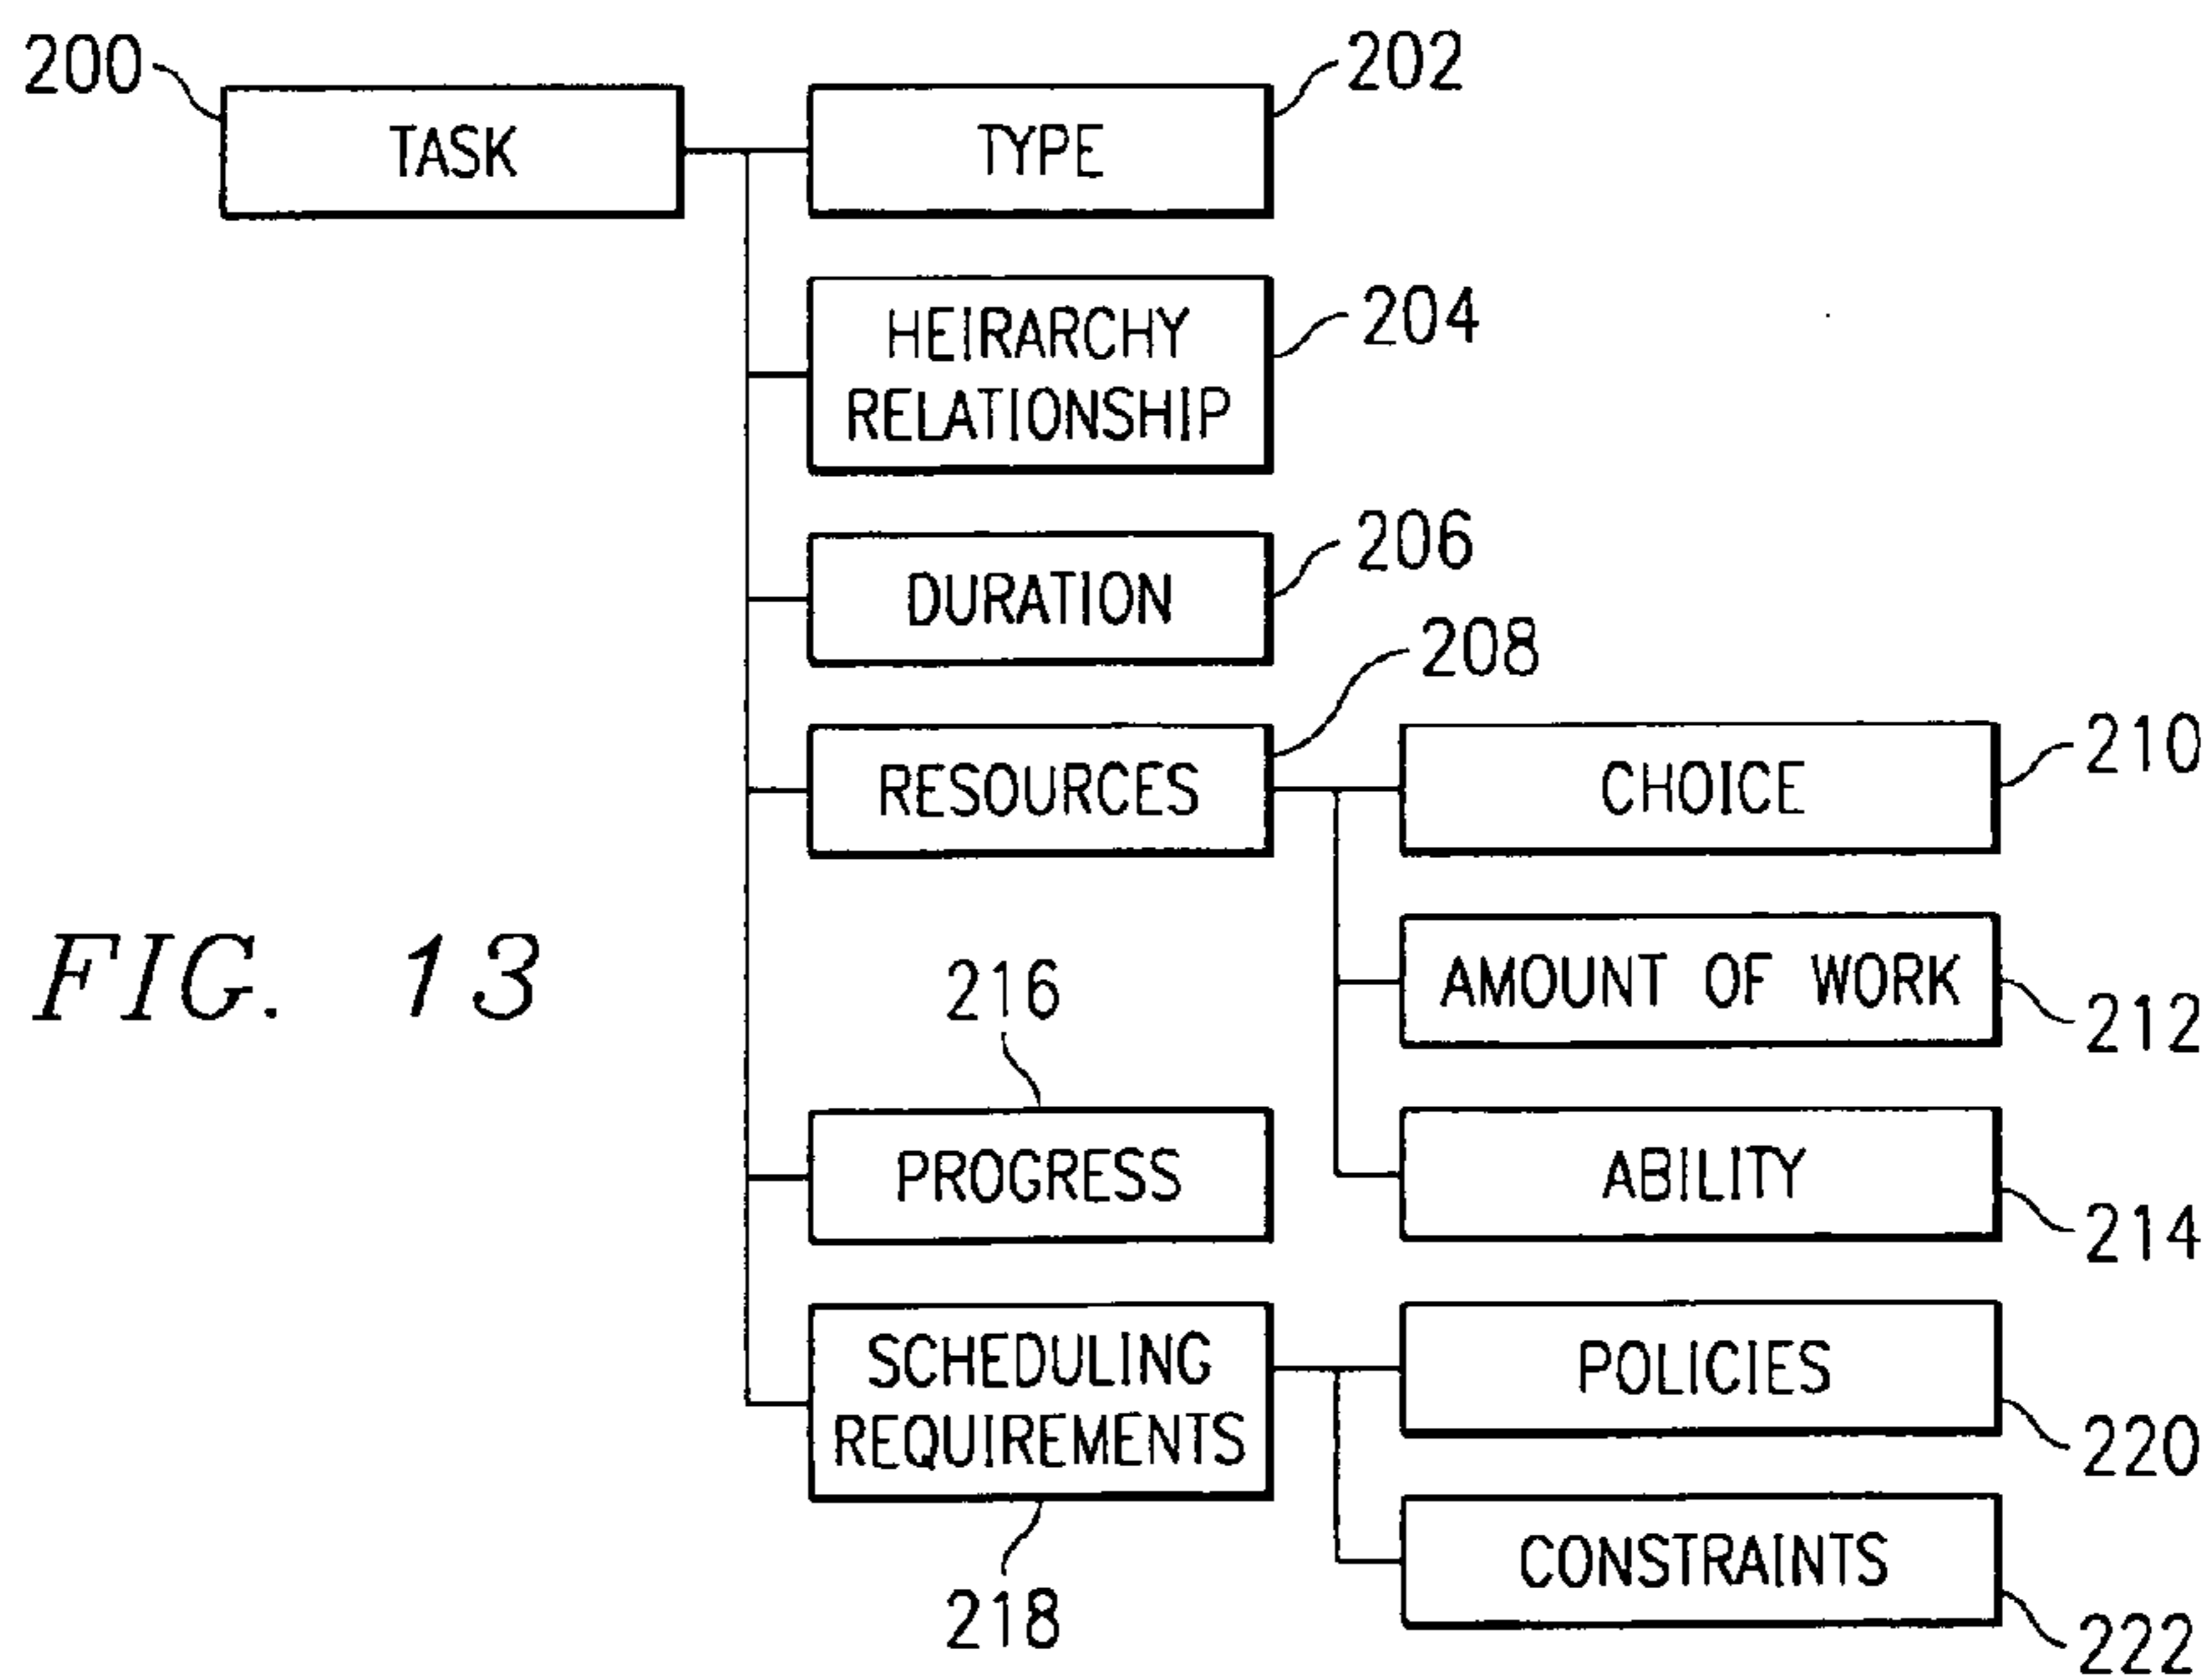 200
TASK
TYPE
202
HEIRARCHY
RELATIONSHIP
204
DURATION
206
RESOURCES
208
CHOICE
210
AMOUNT OF WORK
212
ABILITY
214
FIG. 13
216
PROGRESS
SCHEDULING
REQUIREMENTS
218
POLICIES
220
CONSTRAINTS
222